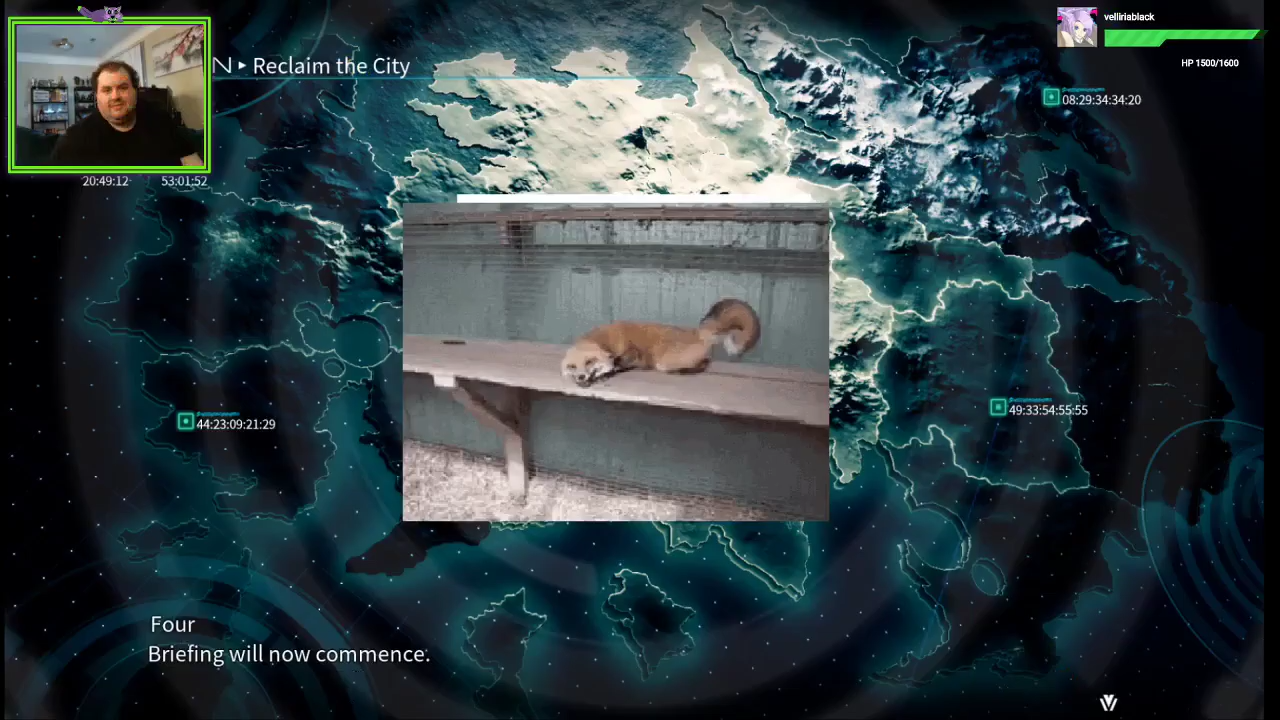 velliriablack
N ▸ Reclaim the City
HP 1500/1600
08:29:34:34:20
20:49:12- 53:01:52
49:33:54:55:55
44:23:09:21:29
Four
Briefing will now commence.